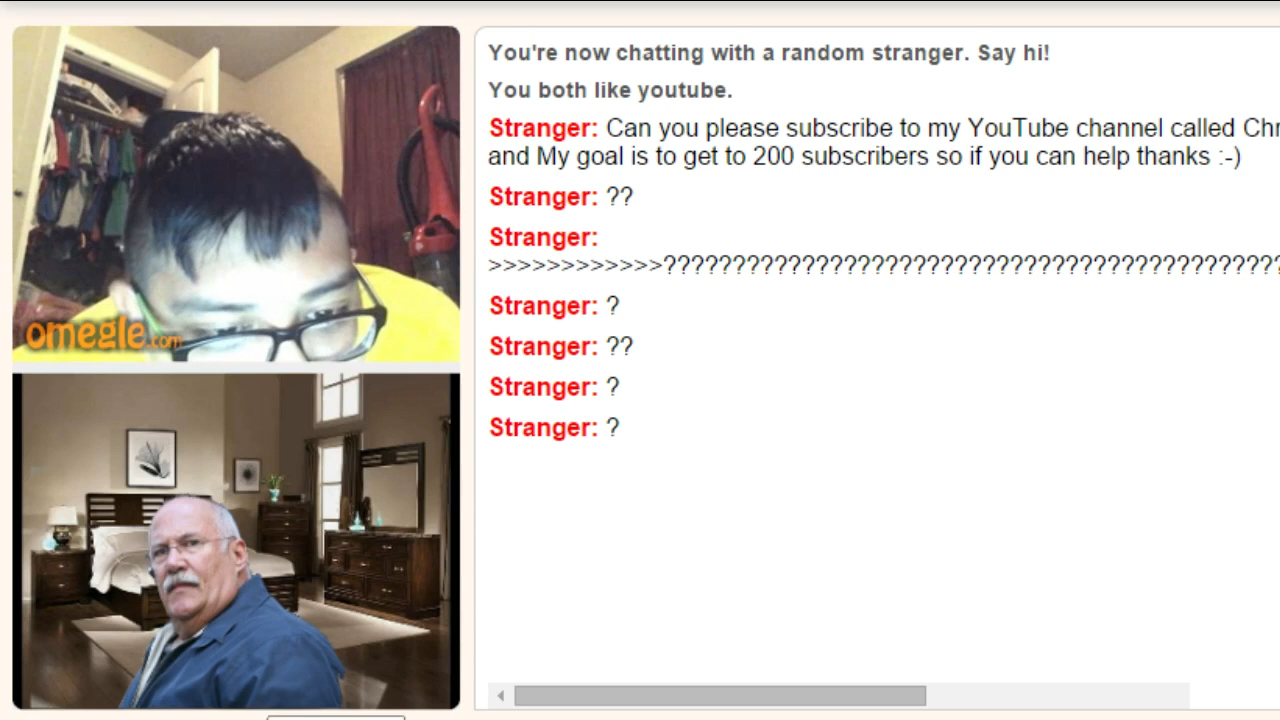 You're now chatting with a random stranger. Say hi!
You both like youtube.
Stranger: Can you please subscribe to my YouTube channel called Chr
and My goal is to get to 200 subscribers so if you can help thanks :-)
Stranger: ??
Stranger:
>>>>>>>>>>>>>?????????????????????????????????????????????
Stranger: ?
Stranger: ??
Stranger: ?
Stranger: ?
omegle.com